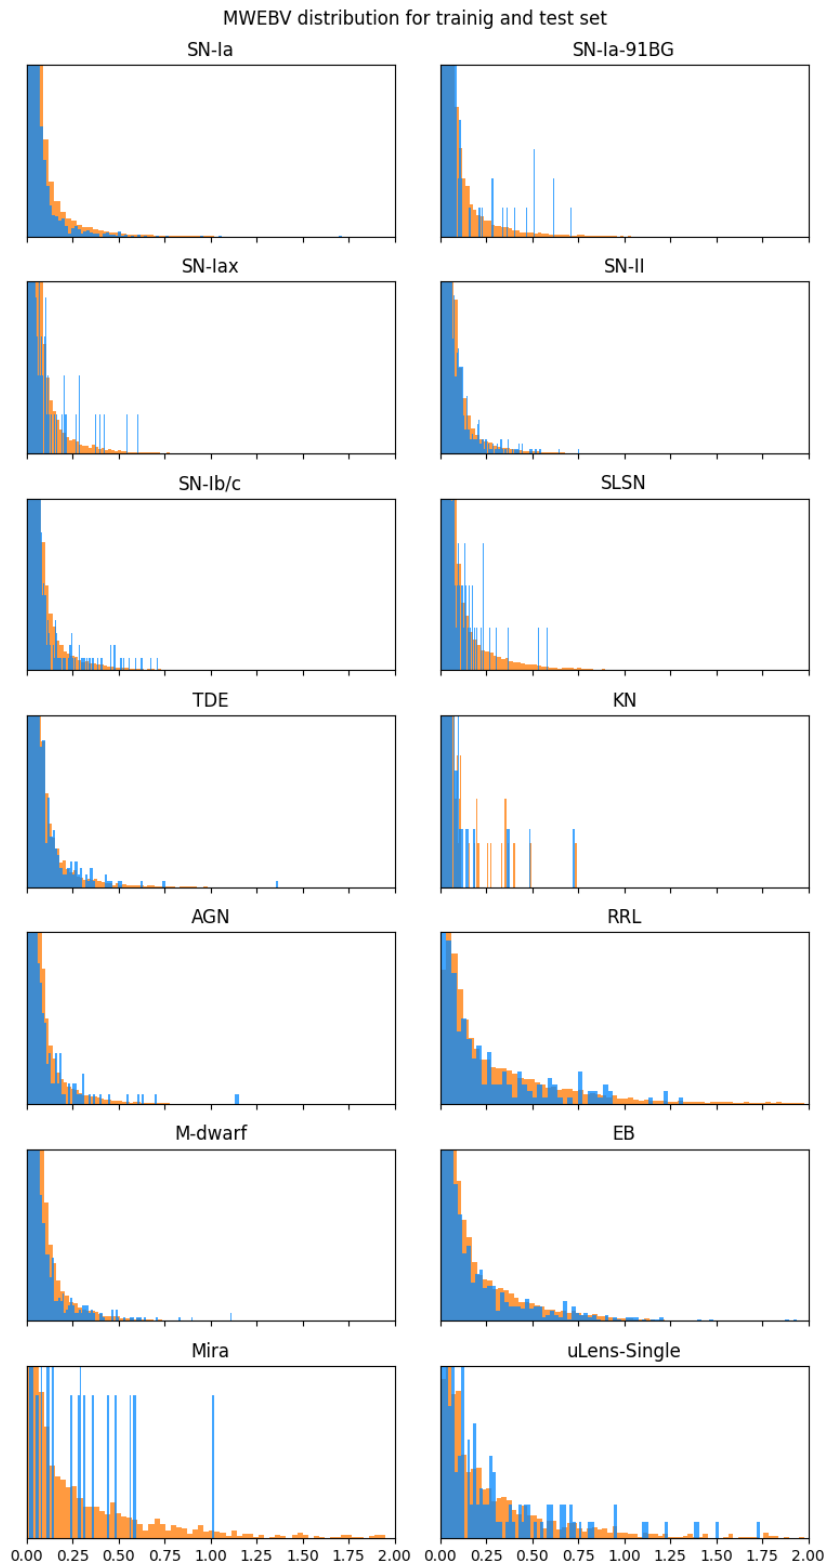 MWEBV distribution for trainig and test set
SN-Ia
SN-Ia-91BG
SN-Iax
SN-II
SN-Ib/c
SLSN
TDE
KN
AGN
RRL
M-dwarf
EB
Mira
uLens-Single
0.00 0.25 0.50 0.75 1.00 1.25 1.50 1.75 2.00
0.00 0.25 0.50 0.75 1.00 1.25 1.50 1.75 2.00